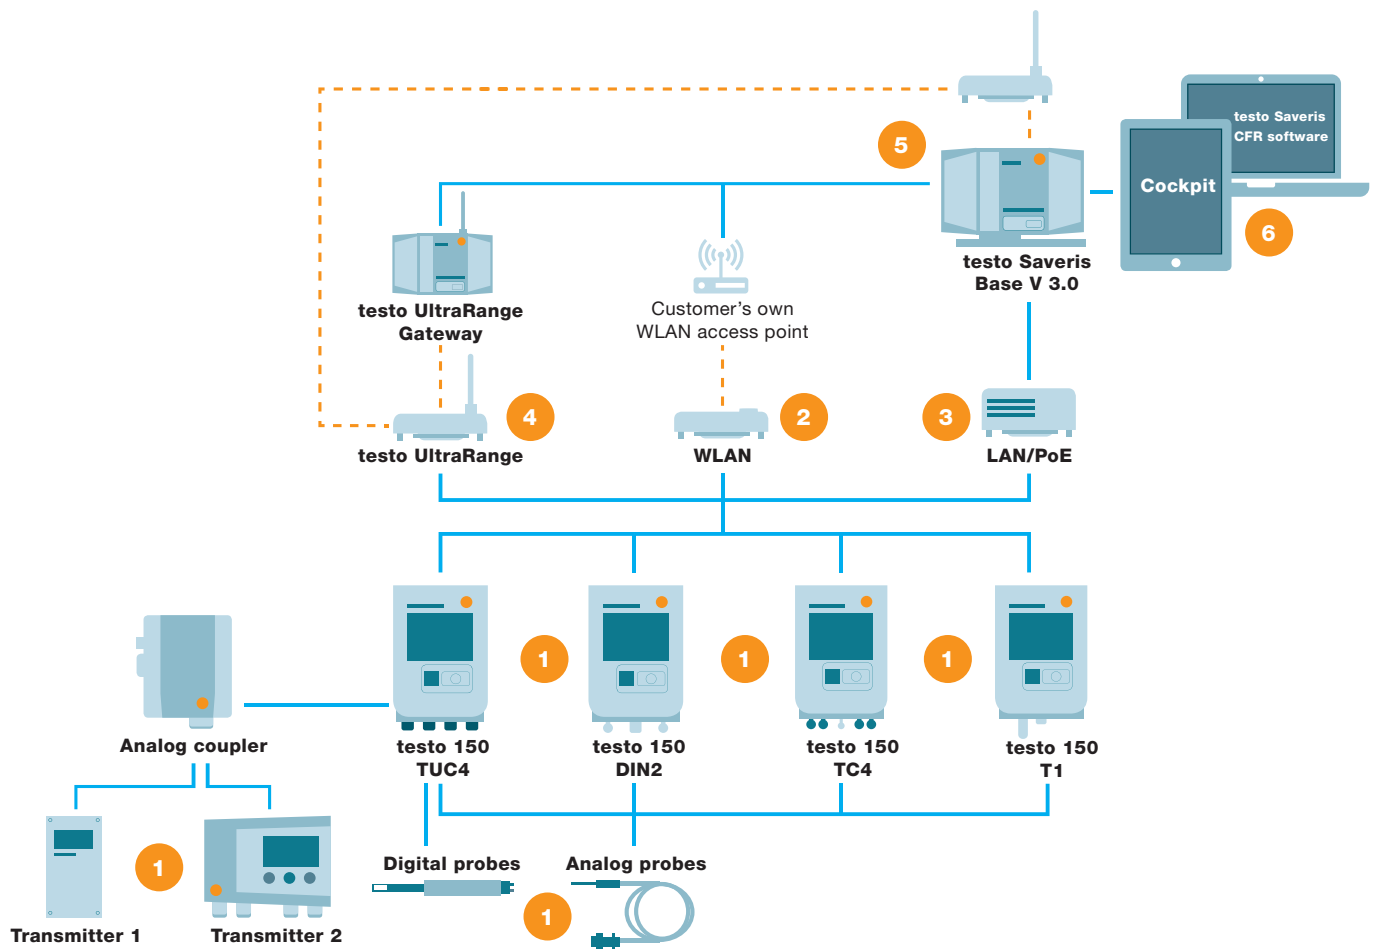 testo Saveris
CFR software
5
Cockpit
6
testo Saveris
Base V 3.0
testo UltraRange
Gateway
Customer's own
WLAN access point
4
2
3
testo UltraRange
WLAN
LAN/PoE
1
1
1
Analog coupler
testo 150
TUC4
testo 150
DIN2
testo 150
TC4
testo 150
T1
Digital probes
Analog probes
1
1
Transmitter 1
Transmitter 2